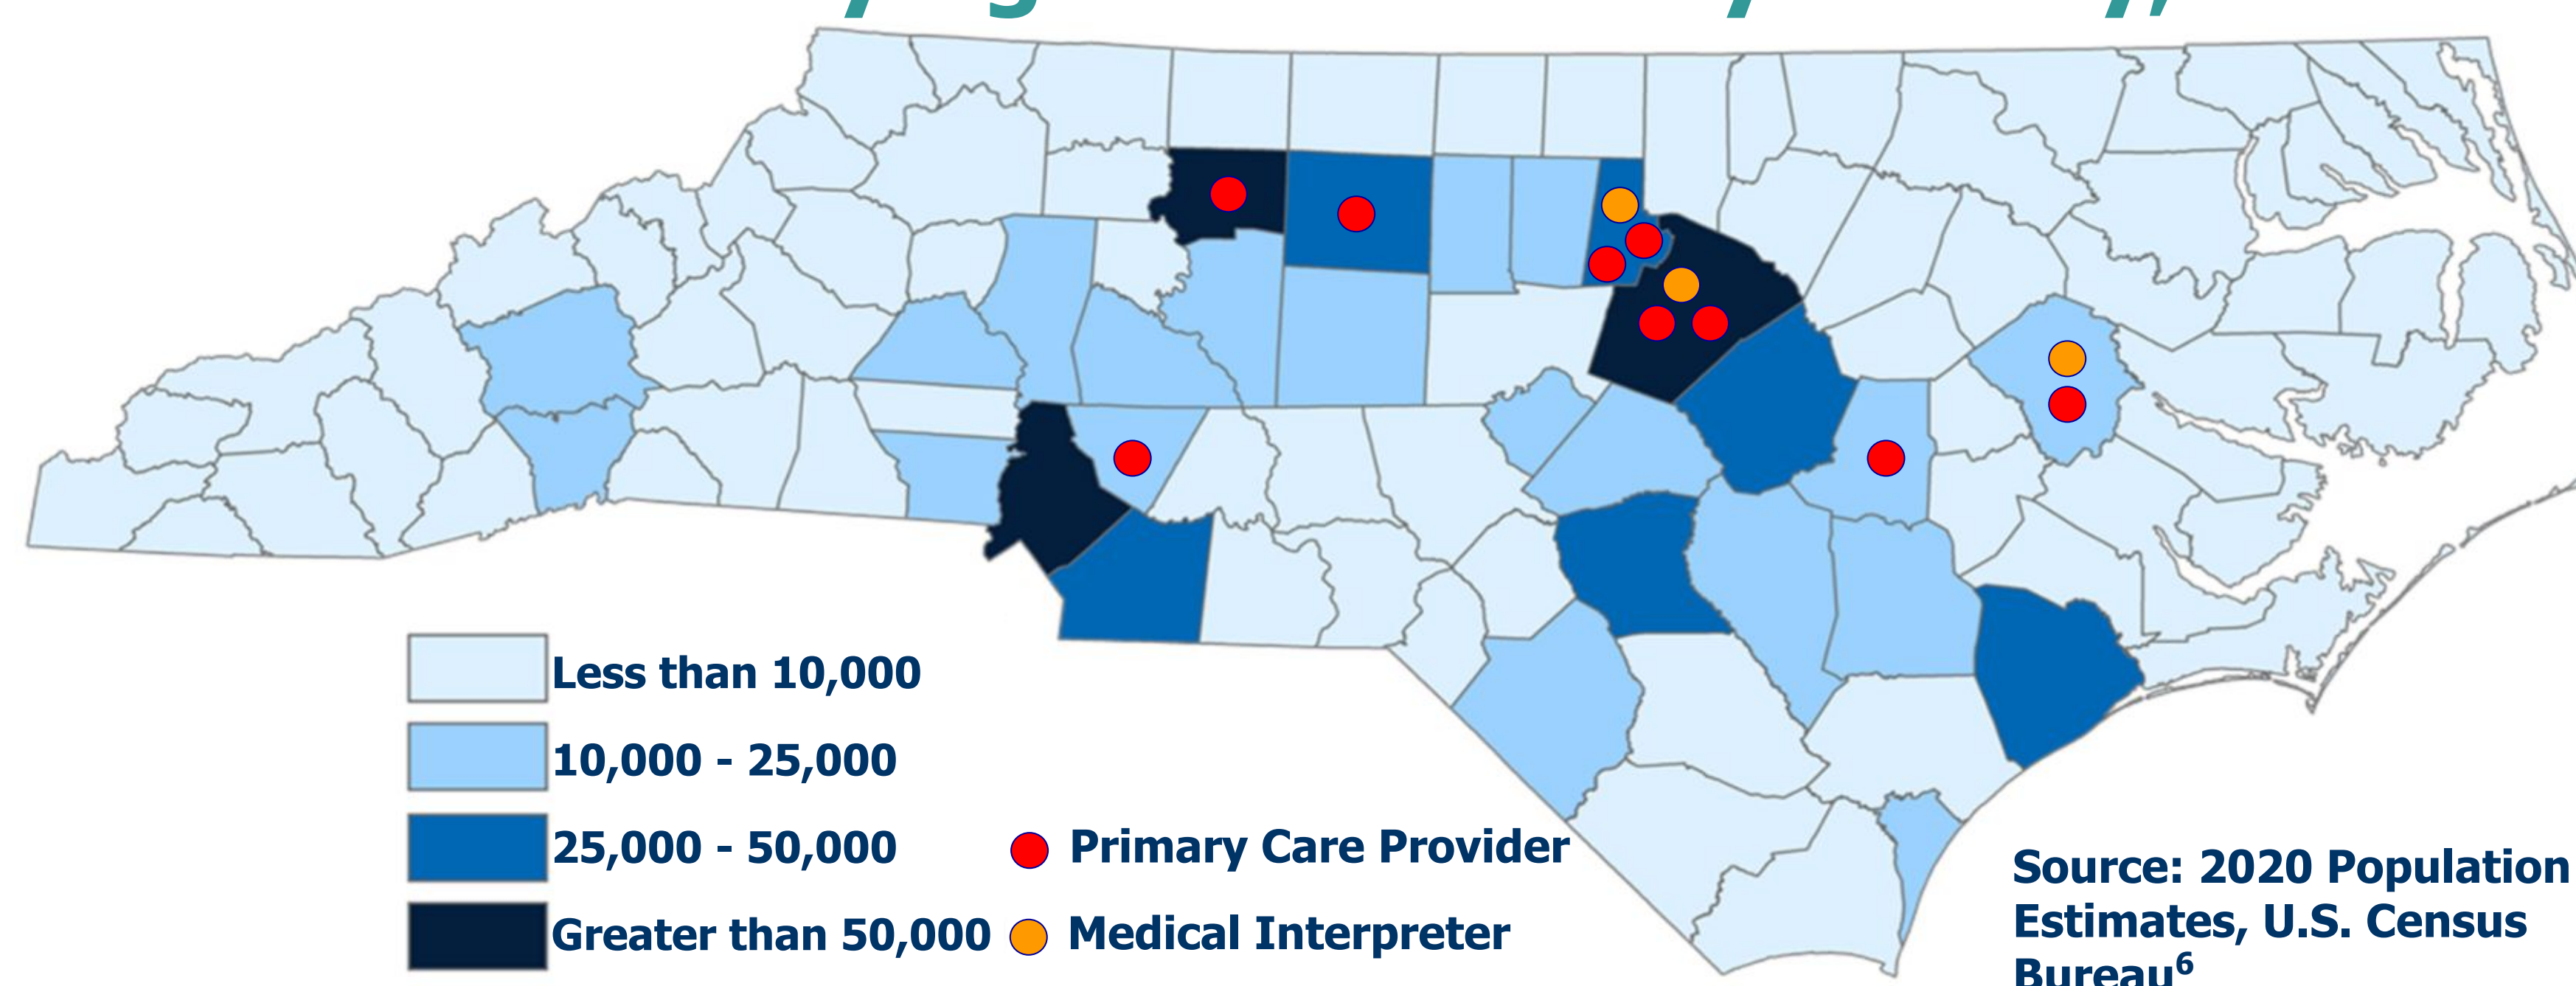 Less than 10,000
10,000 - 25,000
25,000 - 50,000
Greater than 50,000
Primary Care Provider
Medical Interpreter
Source: 2020 Population
Estimates, U.S. Census
Bureau⁶